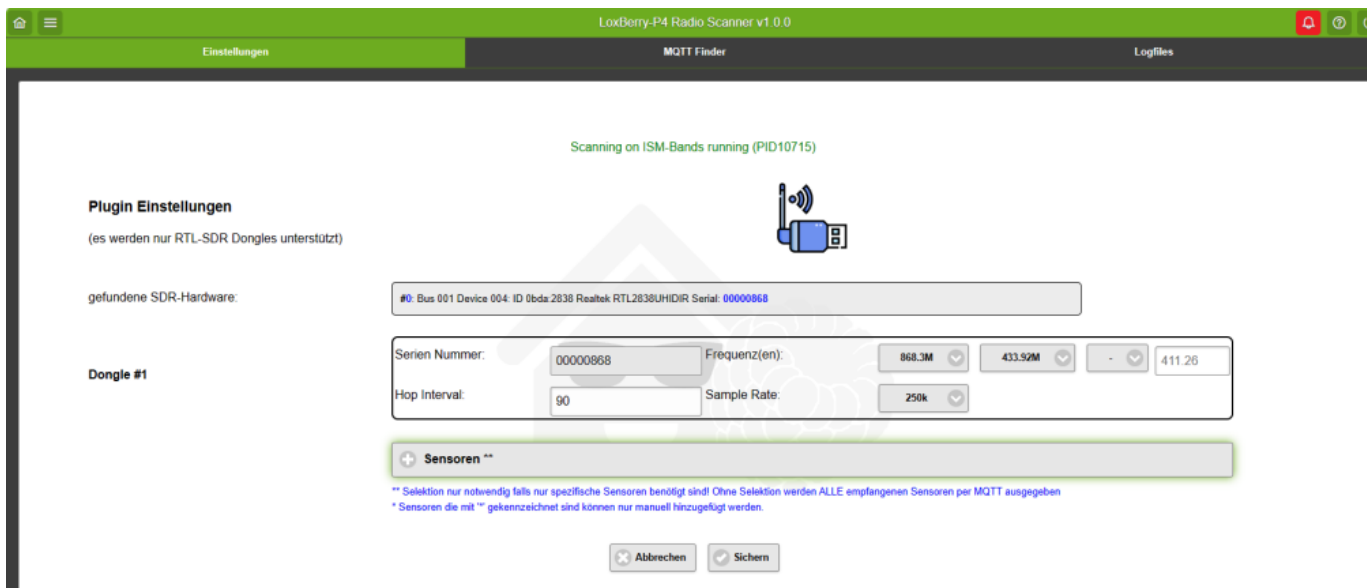 LoxBerry-P4 Radio Scanner v1.0.0
Einstellungen MQTT Finder Logfiles
Scanning on ISM-Bands running (PID10715)
Plugin Einstellungen
(es werden nur RTL-SDR Dongles unterstützt)
gefundene SDR-Hardware:
#0: Bus 001 Device 004: ID 0bda:2838 Realtek RTL2838UHIDIR Serial: 00000868
Dongle #1
Serien Nummer: 00000868 Frequenz(en): 868.3M 433.92M - 411.26
Hop Interval: 90 Sample Rate: 250k
Sensoren **
** Selektion nur notwendig falls nur spezifische Sensoren benötigt sind! Ohne Selektion werden ALLE empfangenen Sensoren per MQTT ausgegeben
* Sensoren die mit '*' gekennzeichnet sind können nur manuell hinzugefügt werden.
Abbrechen Sichern